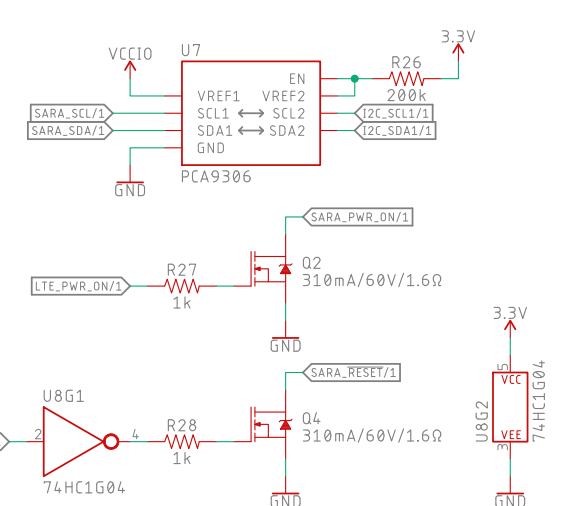 3.3V
VCCIO
U7
R26
200k
EN
VREF1
VREF2
SARA_SCL/1
SCL1
SCL2
I2C_SCL1/1
SARA_SDA/1
SDA1
SDA2
I2C_SDA1/1
GND
PCA9306
GND
SARA_PWR_ON/1
R27
Q2
LTE_PWR_ON/1
310mA/60V/1.6Ω
1k
3.3V
GND
SARA_R̅E̅S̅E̅T̅/1
5
VCC
U8G1
R28
Q4
2
4
310mA/60V/1.6Ω
1k
U8G2
74HC1G04
VEE
3
74HC1G04
GND
GND